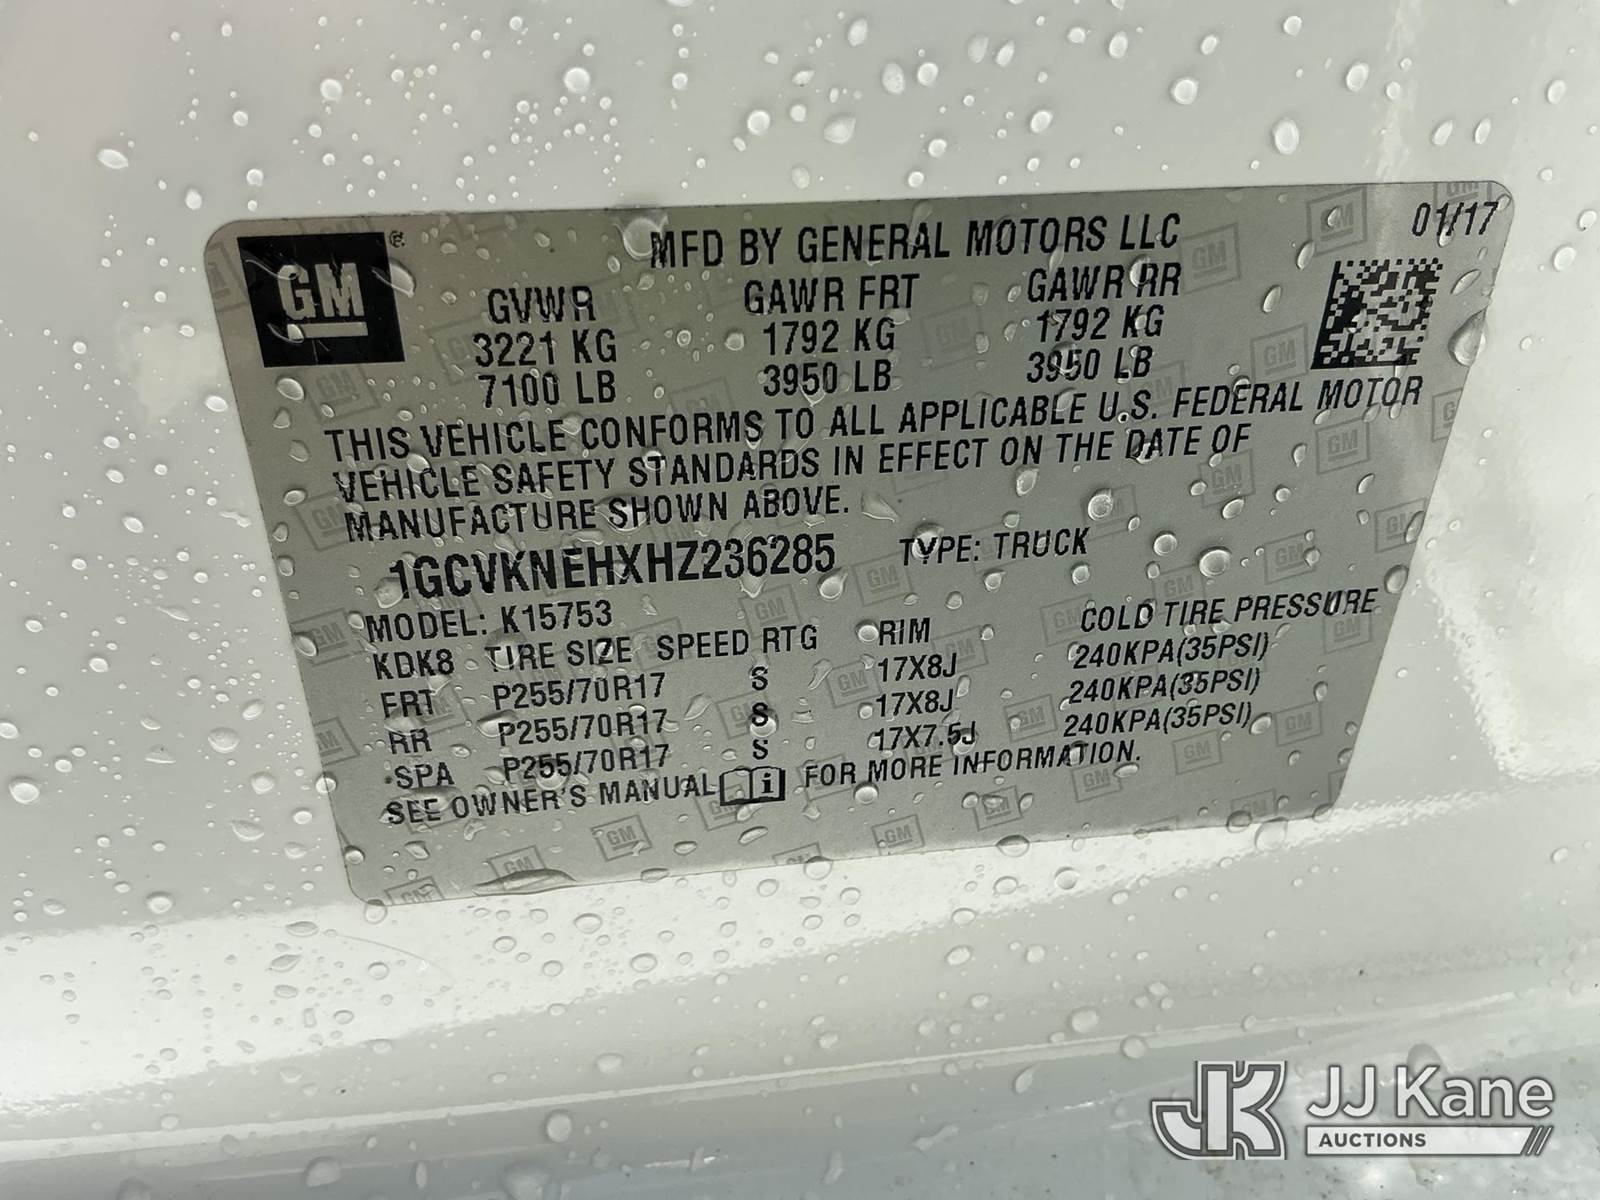 GM
MFD BY GENERAL MOTORS LLC
01/17
GVWR GAWR FRT GAWR RR
3221 KG 1792 KG 1792 KG
7100 LB 3950 LB 3950 LB
THIS VEHICLE CONFORMS TO ALL APPLICABLE U.S. FEDERAL MOTOR
VEHICLE SAFETY STANDARDS IN EFFECT ON THE DATE OF
MANUFACTURE SHOWN ABOVE.
1GCVKNEHXHZ236285 TYPE: TRUCK
MODEL: K15753
KDK8 TIRE SIZE SPEED RTG RIM COLD TIRE PRESSURE
FRT P255/70R17 S 17X8J 240KPA(35PSI)
RR P255/70R17 S 17X8J 240KPA(35PSI)
SPA P255/70R17 S 17X7.5J 240KPA(35PSI)
SEE OWNER'S MANUAL i FOR MORE INFORMATION.
JK JJ Kane
AUCTIONS